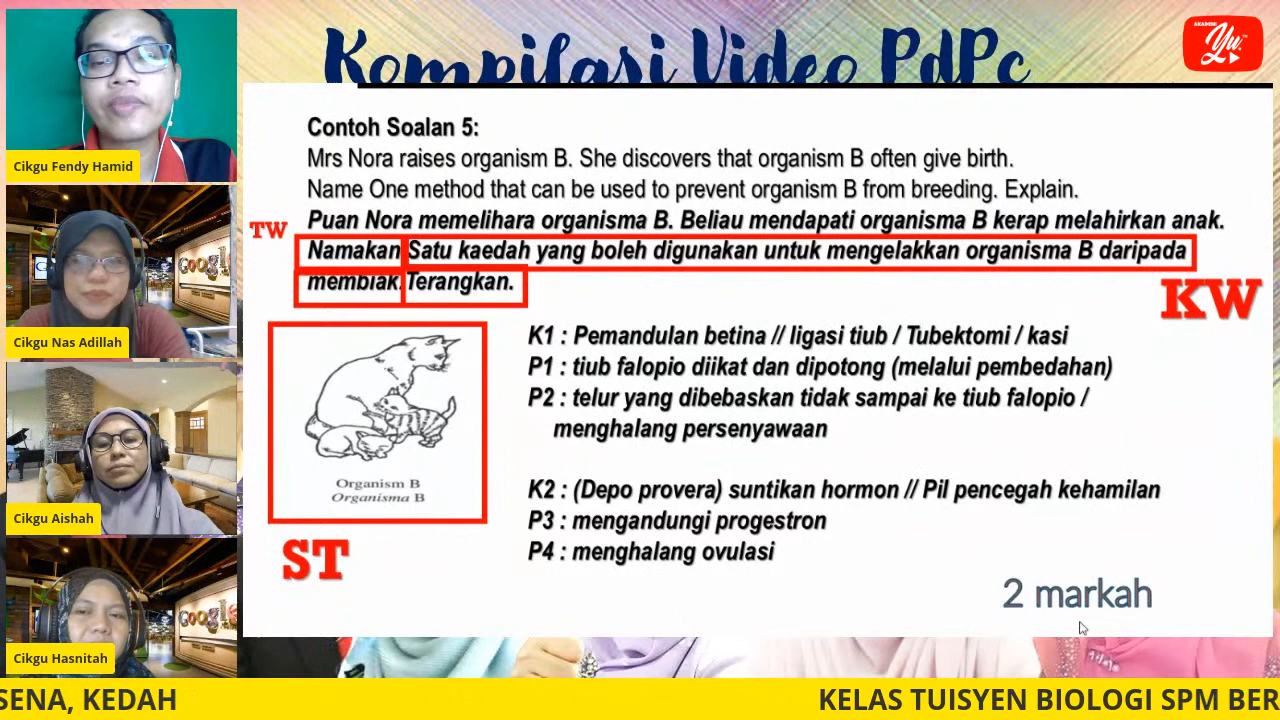 Kompilasi Video PdPc
AKADEMI
Yu.
Cikgu Fendy Hamid
Cikgu Nas Adillah
Cikgu Aishah
Cikgu Hasnitah
Contoh Soalan 5:
Mrs Nora raises organism B. She discovers that organism B often give birth.
Name One method that can be used to prevent organism B from breeding. Explain.
Puan Nora memelihara organisma B. Beliau mendapati organisma B kerap melahirkan anak.
TW
Namakan Satu kaedah yang boleh digunakan untuk mengelakkan organisma B daripada
membiak. Terangkan.
KW
K1 : Pemandulan betina // ligasi tiub / Tubektomi / kasi
P1 : tiub falopio diikat dan dipotong (melalui pembedahan)
P2 : telur yang dibebaskan tidak sampai ke tiub falopio /
menghalang persenyawaan
Organism B
Organisma B
K2 : (Depo provera) suntikan hormon // Pil pencegah kehamilan
P3 : mengandungi progestron
P4 : menghalang ovulasi
ST
2 markah
SENA, KEDAH
KELAS TUISYEN BIOLOGI SPM BER